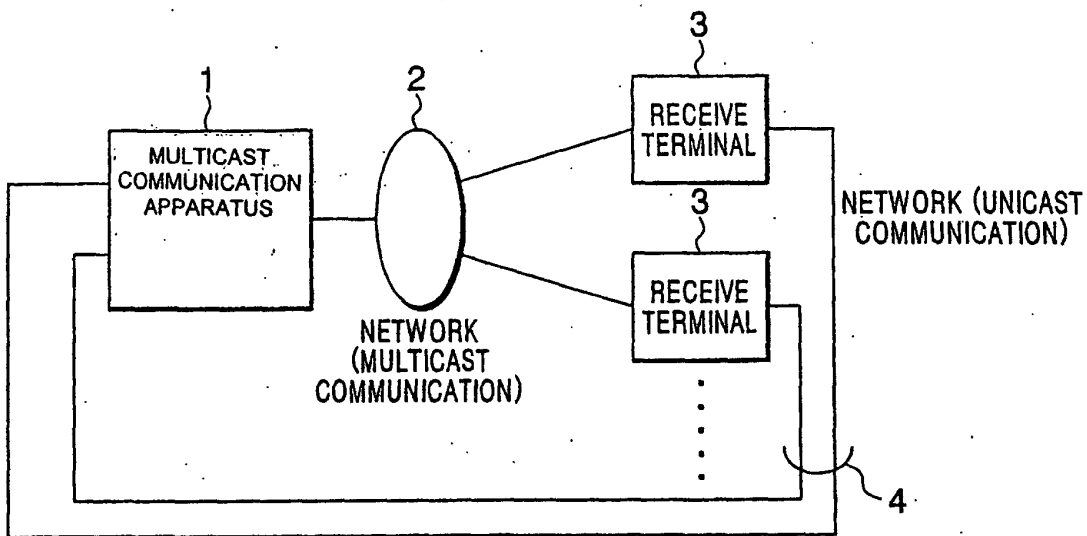 1
MULTICAST
COMMUNICATION
APPARATUS
2
NETWORK
(MULTICAST
COMMUNICATION)
3
RECEIVE
TERMINAL
3
RECEIVE
TERMINAL
NETWORK (UNICAST
COMMUNICATION)
4